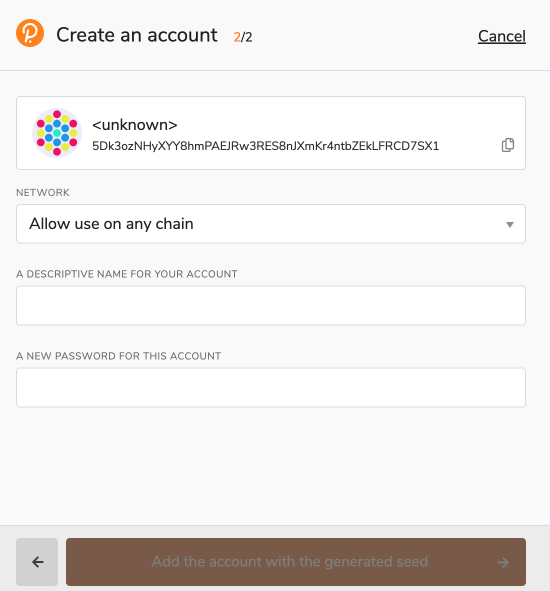 Create an account 2/2 Cancel
<unknown>
5Dk3ozNHyXYY8hmPAEJRw3RES8nJXmKr4ntbZEkLFRCD7SX1
NETWORK
Allow use on any chain
A DESCRIPTIVE NAME FOR YOUR ACCOUNT
A NEW PASSWORD FOR THIS ACCOUNT
Add the account with the generated seed